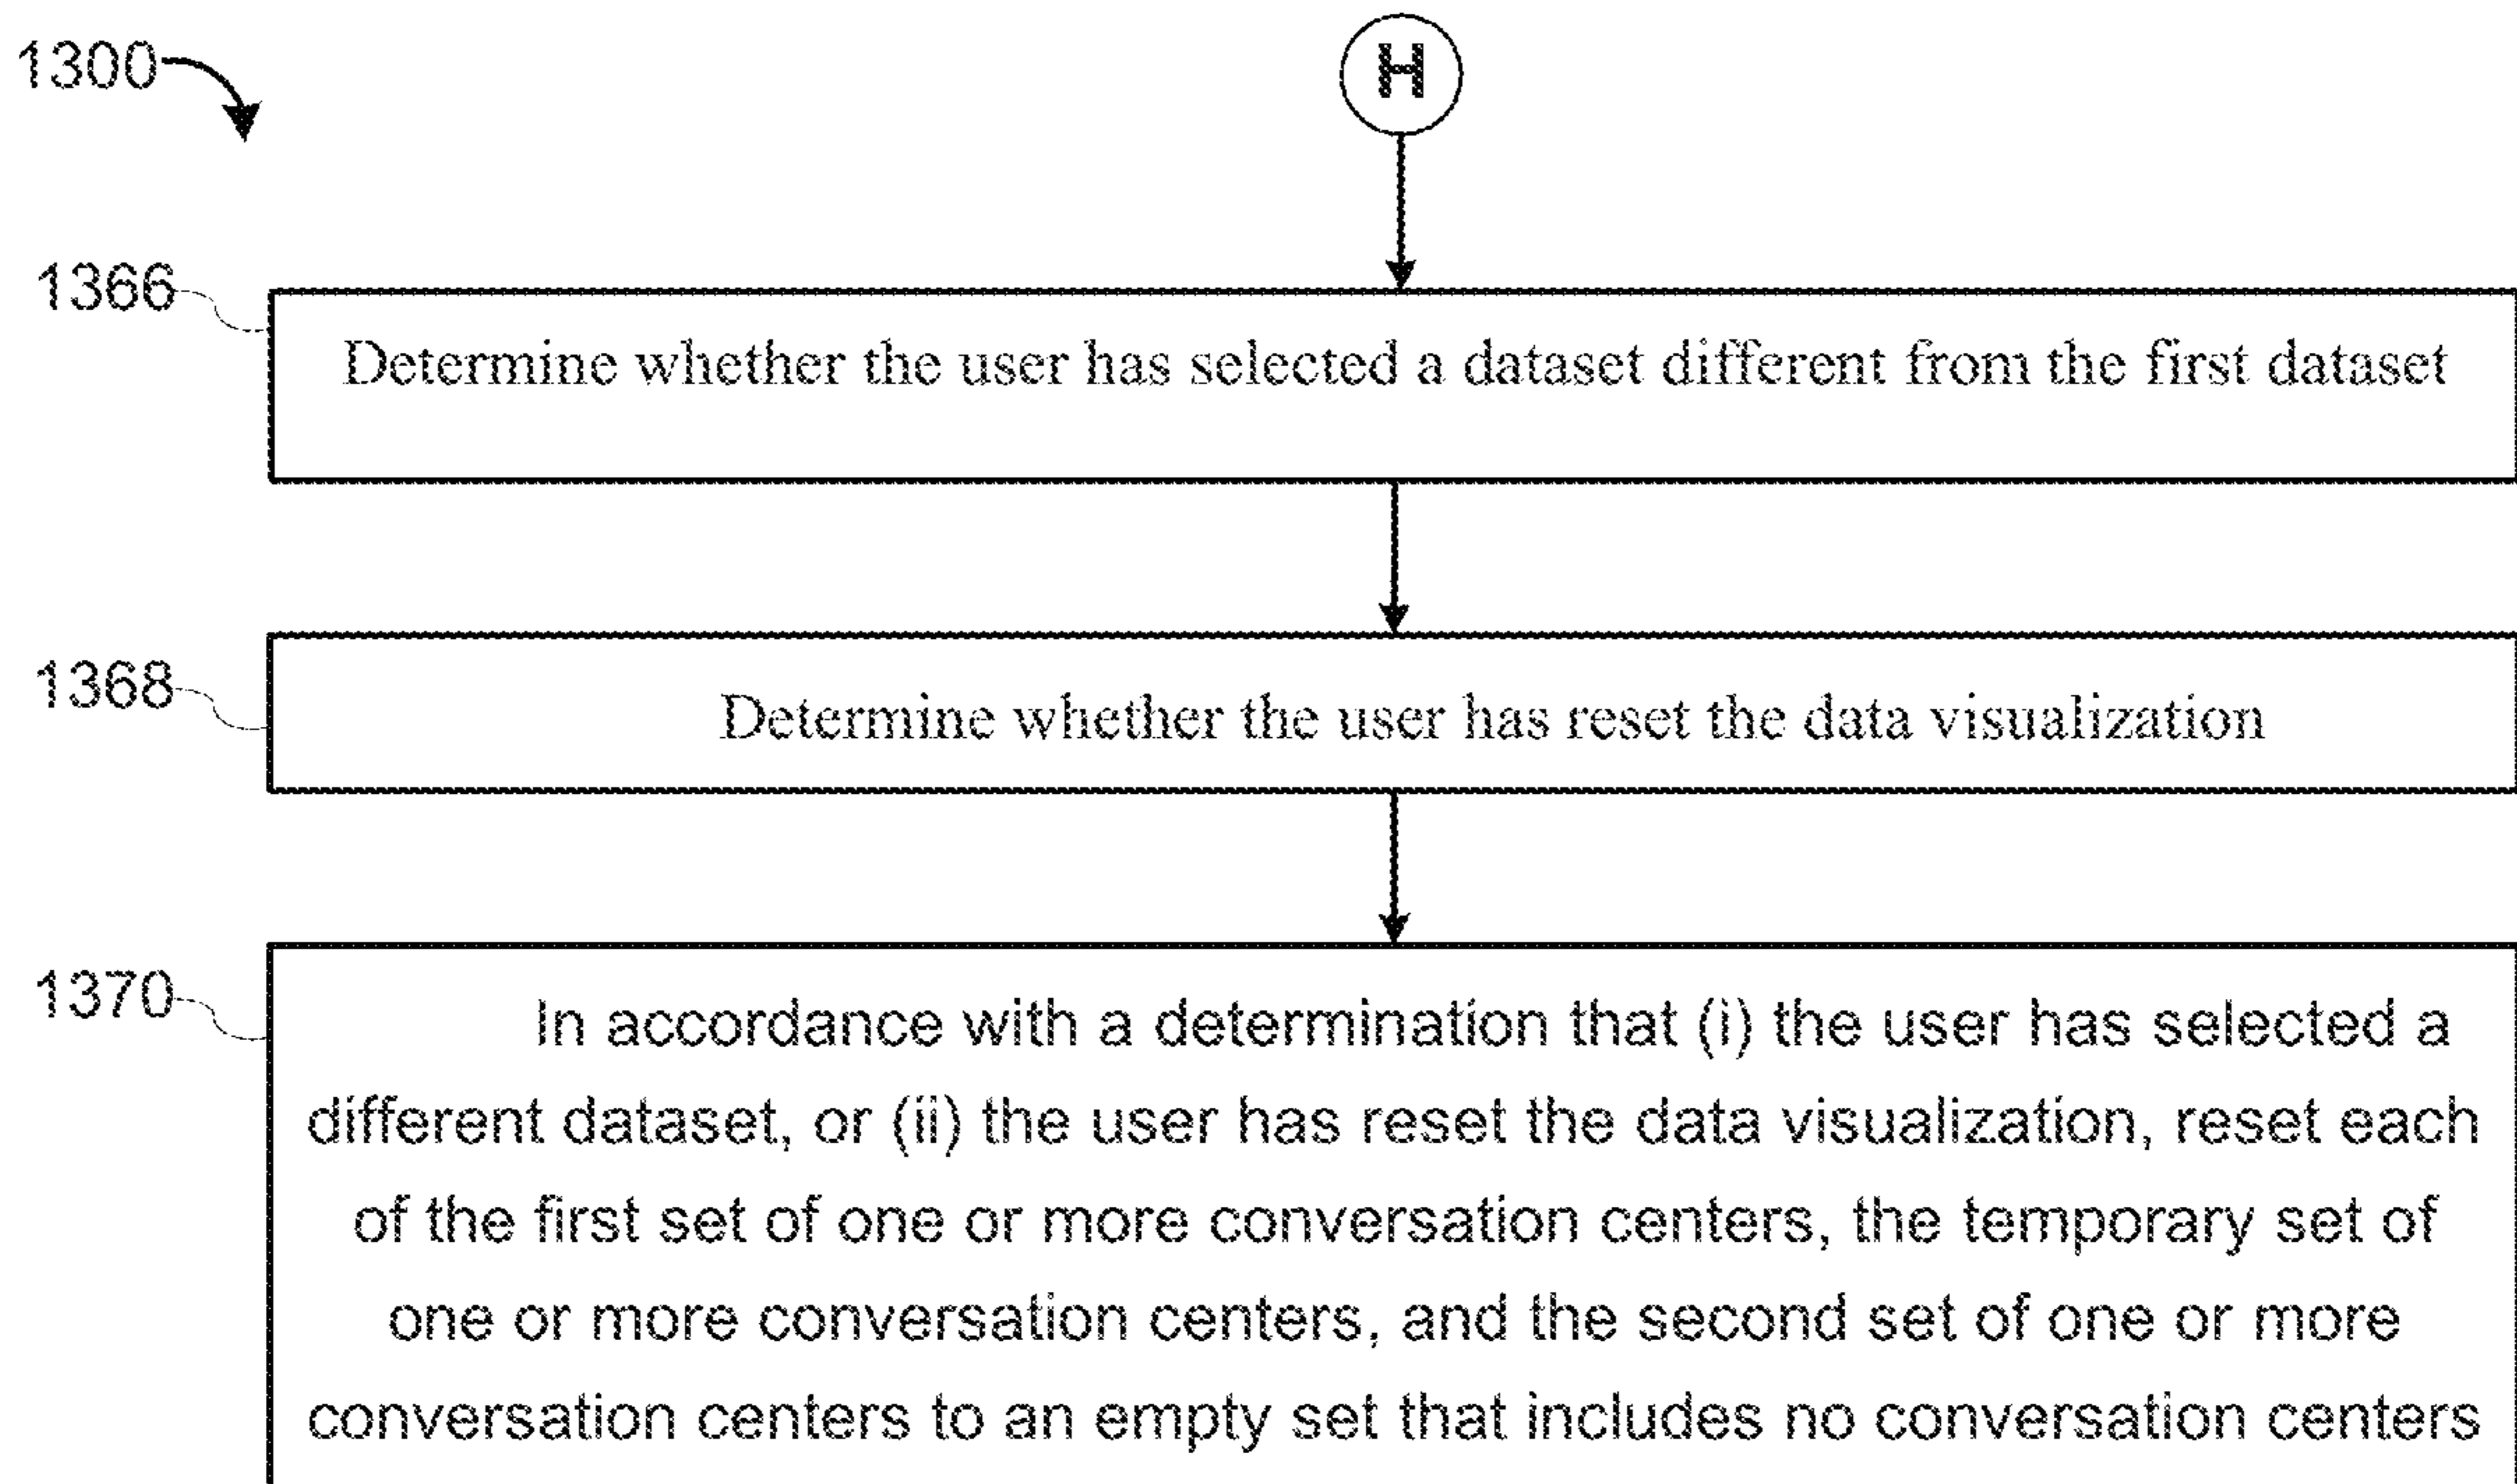 1300
H
1366
Determine whether the user has selected a dataset different from the first dataset
1368
Determine whether the user has reset the data visualization
1370
In accordance with a determination that (i) the user has selected a
different dataset, or (ii) the user has reset the data visualization, reset each
of the first set of one or more conversation centers, the temporary set of
one or more conversation centers, and the second set of one or more
conversation centers to an empty set that includes no conversation centers